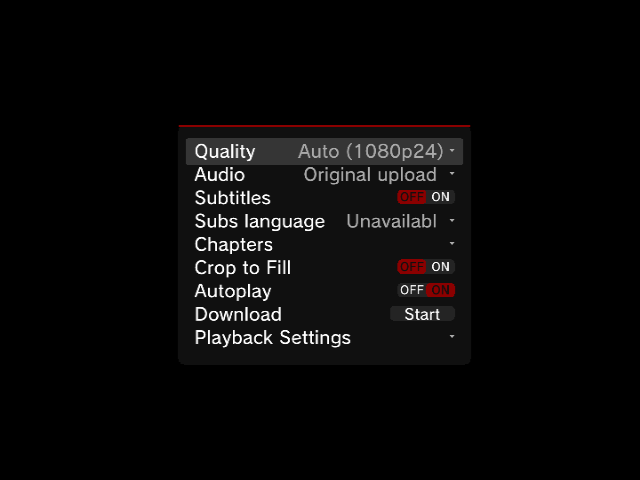 Quality Auto (1080p24)
Audio Original upload
Subtitles OFF ON
Subs language Unavailabl
Chapters
Crop to Fill OFF ON
Autoplay OFF ON
Download Start
Playback Settings